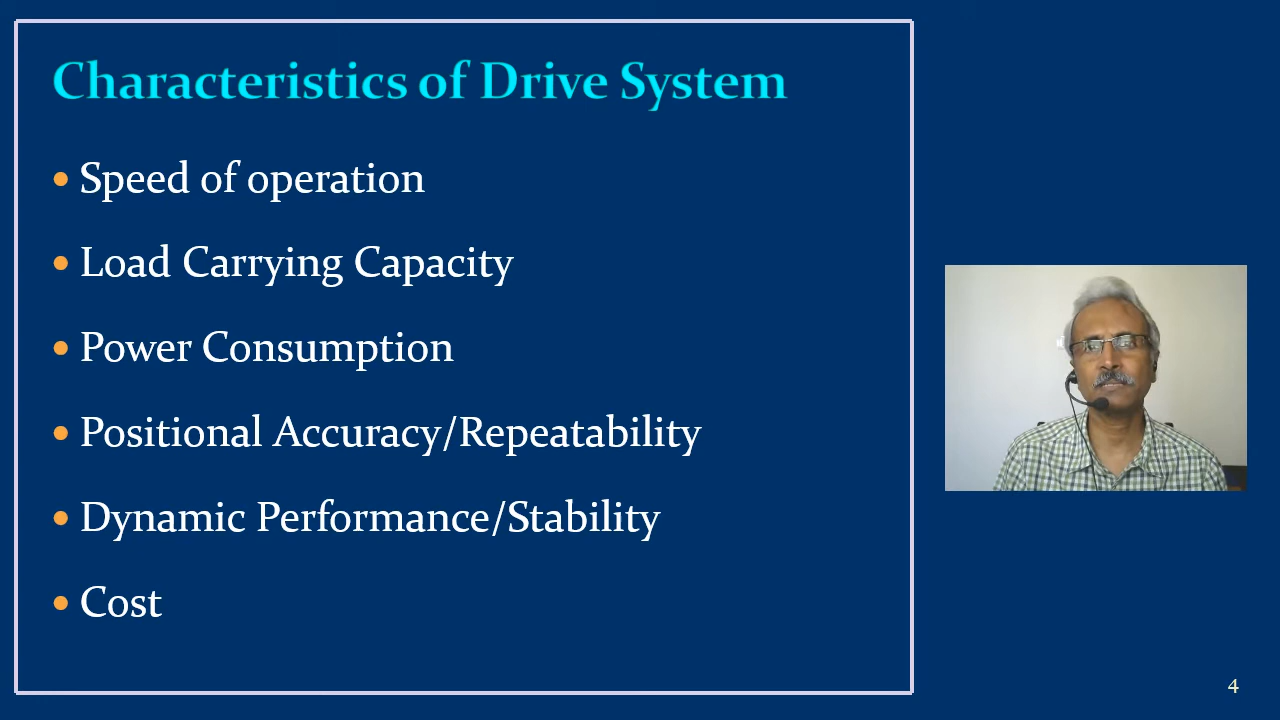 Characteristics of Drive System
• Speed of operation
• Load Carrying Capacity
• Power Consumption
• Positional Accuracy/Repeatability
• Dynamic Performance/Stability
• Cost
4